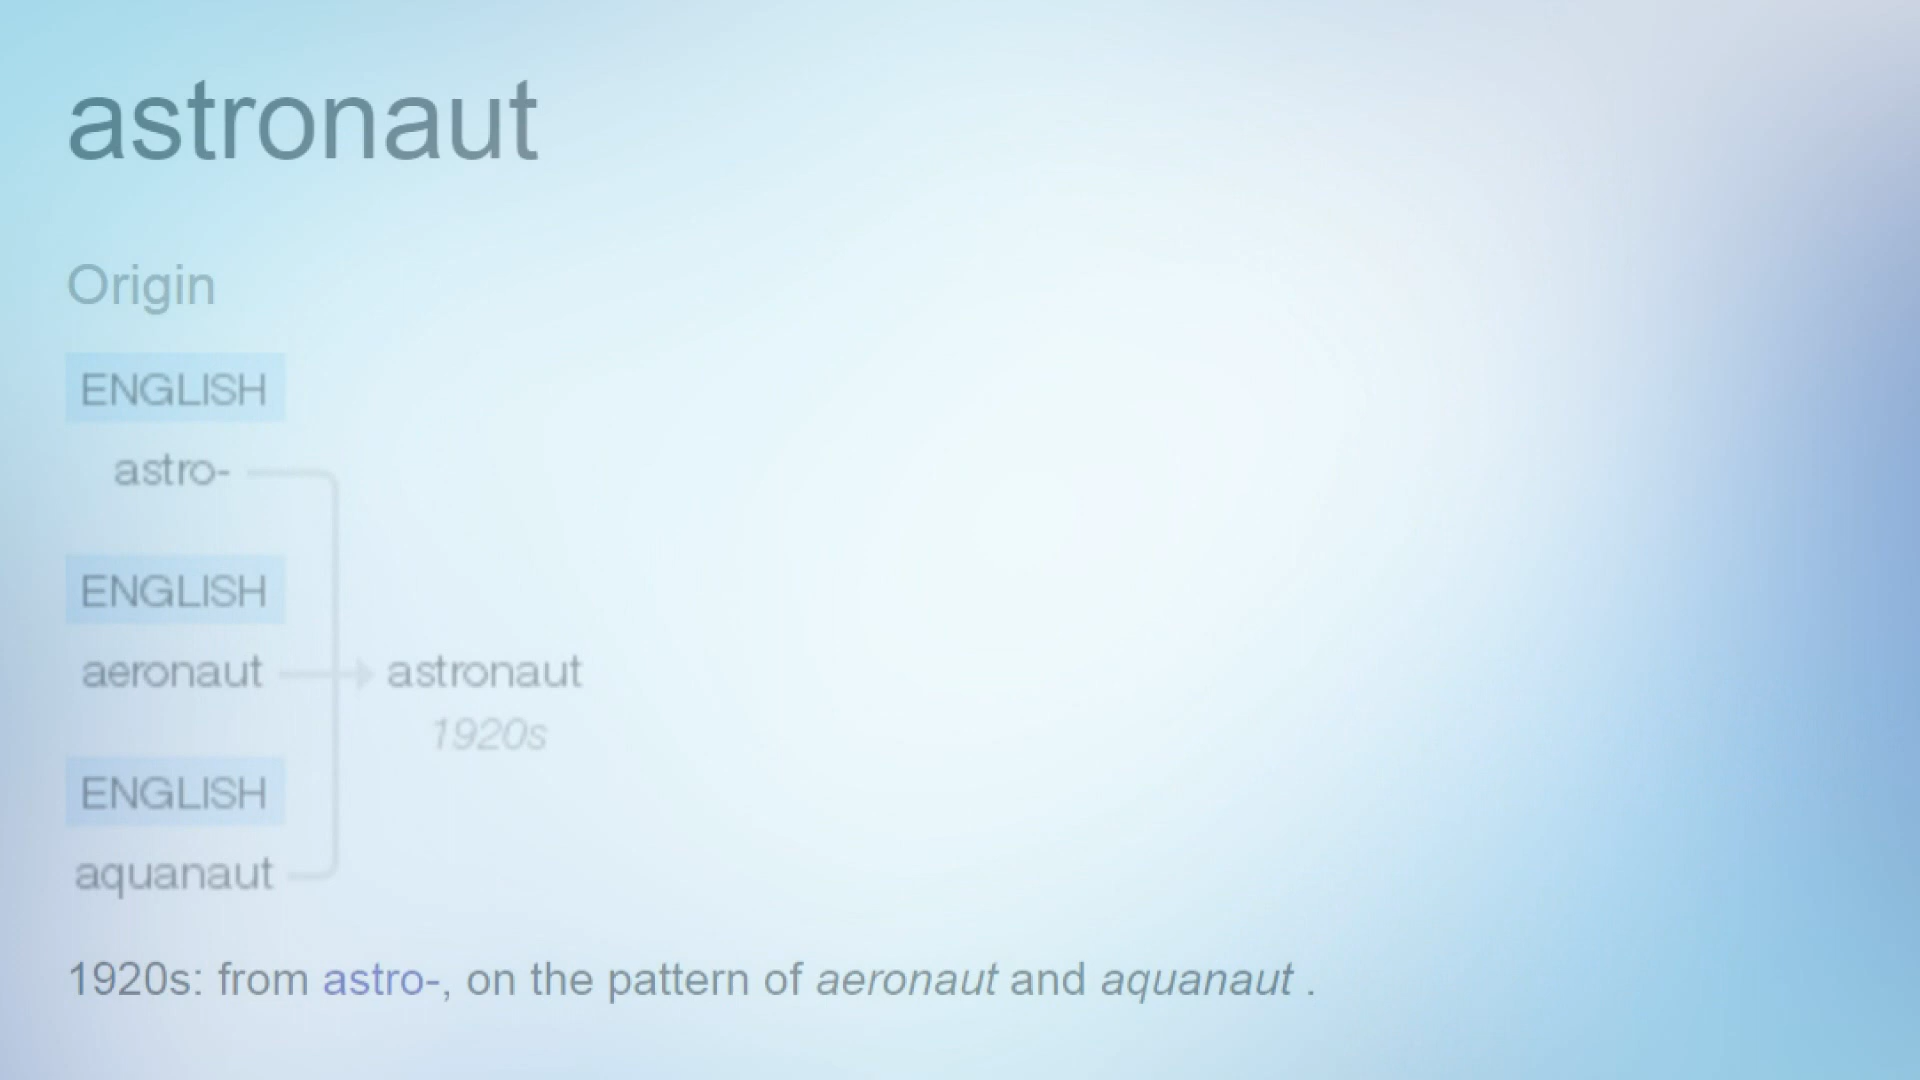 astronaut
Origin
ENGLISH
astro-
ENGLISH
aeronaut
astronaut
1920s
ENGLISH
aquanaut
1920s: from astro-, on the pattern of aeronaut and aquanaut .